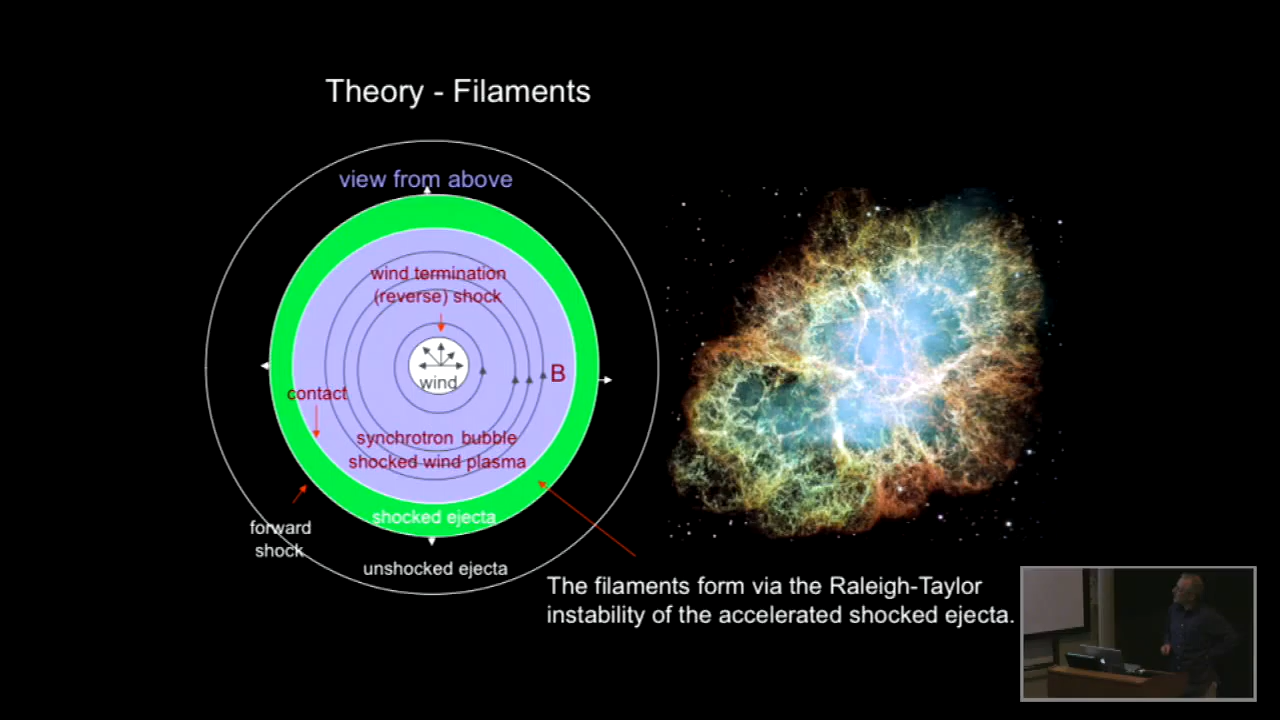 Theory - Filaments
view from above
wind termination
(reverse) shock
wind
B
contact
synchrotron bubble
shocked wind plasma
shocked ejecta
forward
shock
unshocked ejecta
The filaments form via the Raleigh-Taylor
instability of the accelerated shocked ejecta.